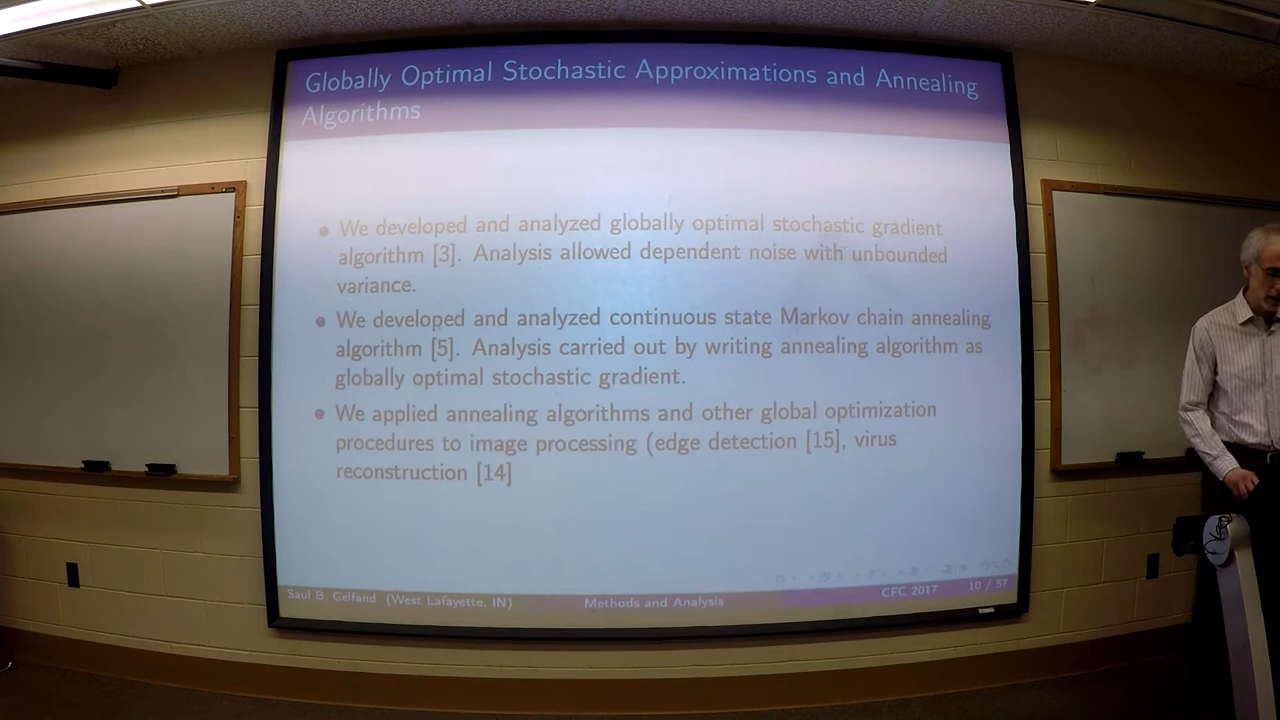 Globally Optimal Stochastic Approximations and Annealing
Algorithms
We developed and analyzed globally optimal stochastic gradient
algorithm [3]. Analysis allowed dependent noise with unbounded
variance.
We developed and analyzed continuous state Markov chain annealing
algorithm [5]. Analysis carried out by writing annealing algorithm as
globally optimal stochastic gradient.
We applied annealing algorithms and other global optimization
procedures to image processing (edge detection [15], virus
reconstruction [14]
Saul B. Gelfand (West Lafayette, IN)
Methods and Analysis
CFC 2017
10 / 57